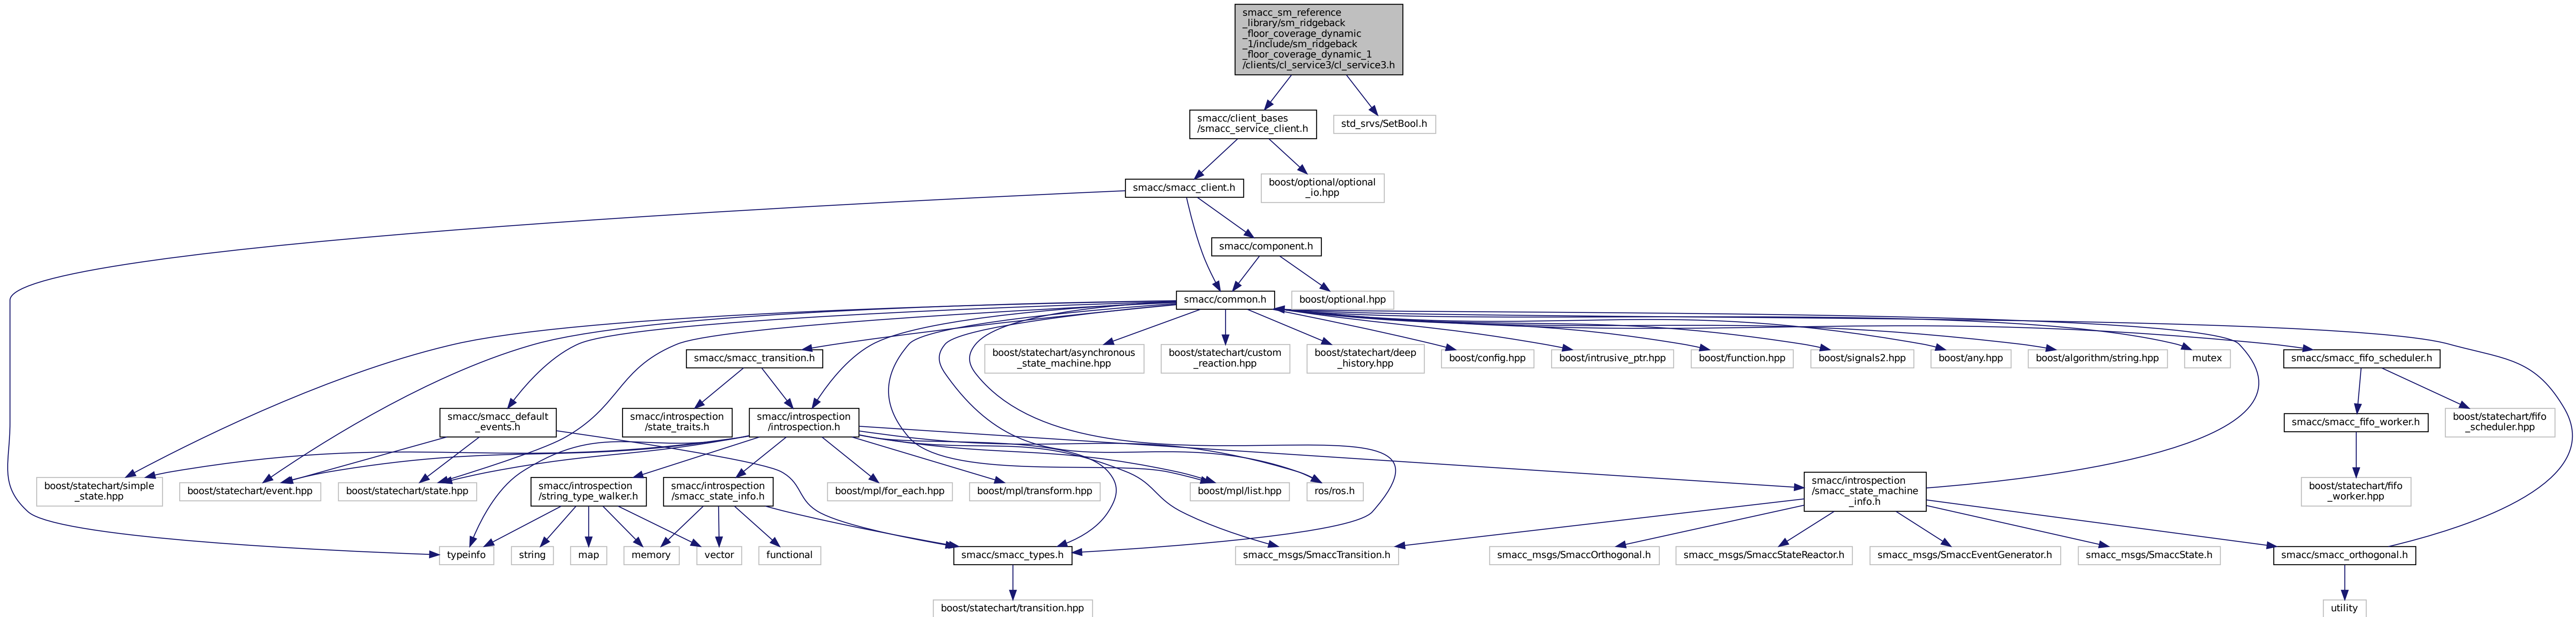 smacc_sm_reference
_library/sm_ridgeback
_floor_coverage_dynamic
_1/include/sm_ridgeback
_floor_coverage_dynamic_1
/clients/cl_service3/cl_service3.h
smacc/client_bases
/smacc_service_client.h
std_srvs/SetBool.h
smacc/smacc_client.h
boost/optional/optional
_io.hpp
smacc/component.h
smacc/common.h
boost/optional.hpp
smacc/smacc_transition.h
boost/statechart/asynchronous
_state_machine.hpp
boost/statechart/custom
_reaction.hpp
boost/statechart/deep
_history.hpp
boost/config.hpp
boost/intrusive_ptr.hpp
boost/function.hpp
boost/signals2.hpp
boost/any.hpp
boost/algorithm/string.hpp
mutex
smacc/smacc_fifo_scheduler.h
smacc/smacc_default
_events.h
smacc/introspection
/state_traits.h
smacc/introspection
/introspection.h
smacc/smacc_fifo_worker.h
boost/statechart/fifo
_scheduler.hpp
boost/statechart/simple
_state.hpp
boost/statechart/event.hpp
boost/statechart/state.hpp
smacc/introspection
/string_type_walker.h
smacc/introspection
/smacc_state_info.h
boost/mpl/for_each.hpp
boost/mpl/transform.hpp
boost/mpl/list.hpp
ros/ros.h
smacc/introspection
/smacc_state_machine
_info.h
boost/statechart/fifo
_worker.hpp
typeinfo
string
map
memory
vector
functional
smacc/smacc_types.h
smacc_msgs/SmaccTransition.h
smacc_msgs/SmaccOrthogonal.h
smacc_msgs/SmaccStateReactor.h
smacc_msgs/SmaccEventGenerator.h
smacc_msgs/SmaccState.h
smacc/smacc_orthogonal.h
boost/statechart/transition.hpp
utility